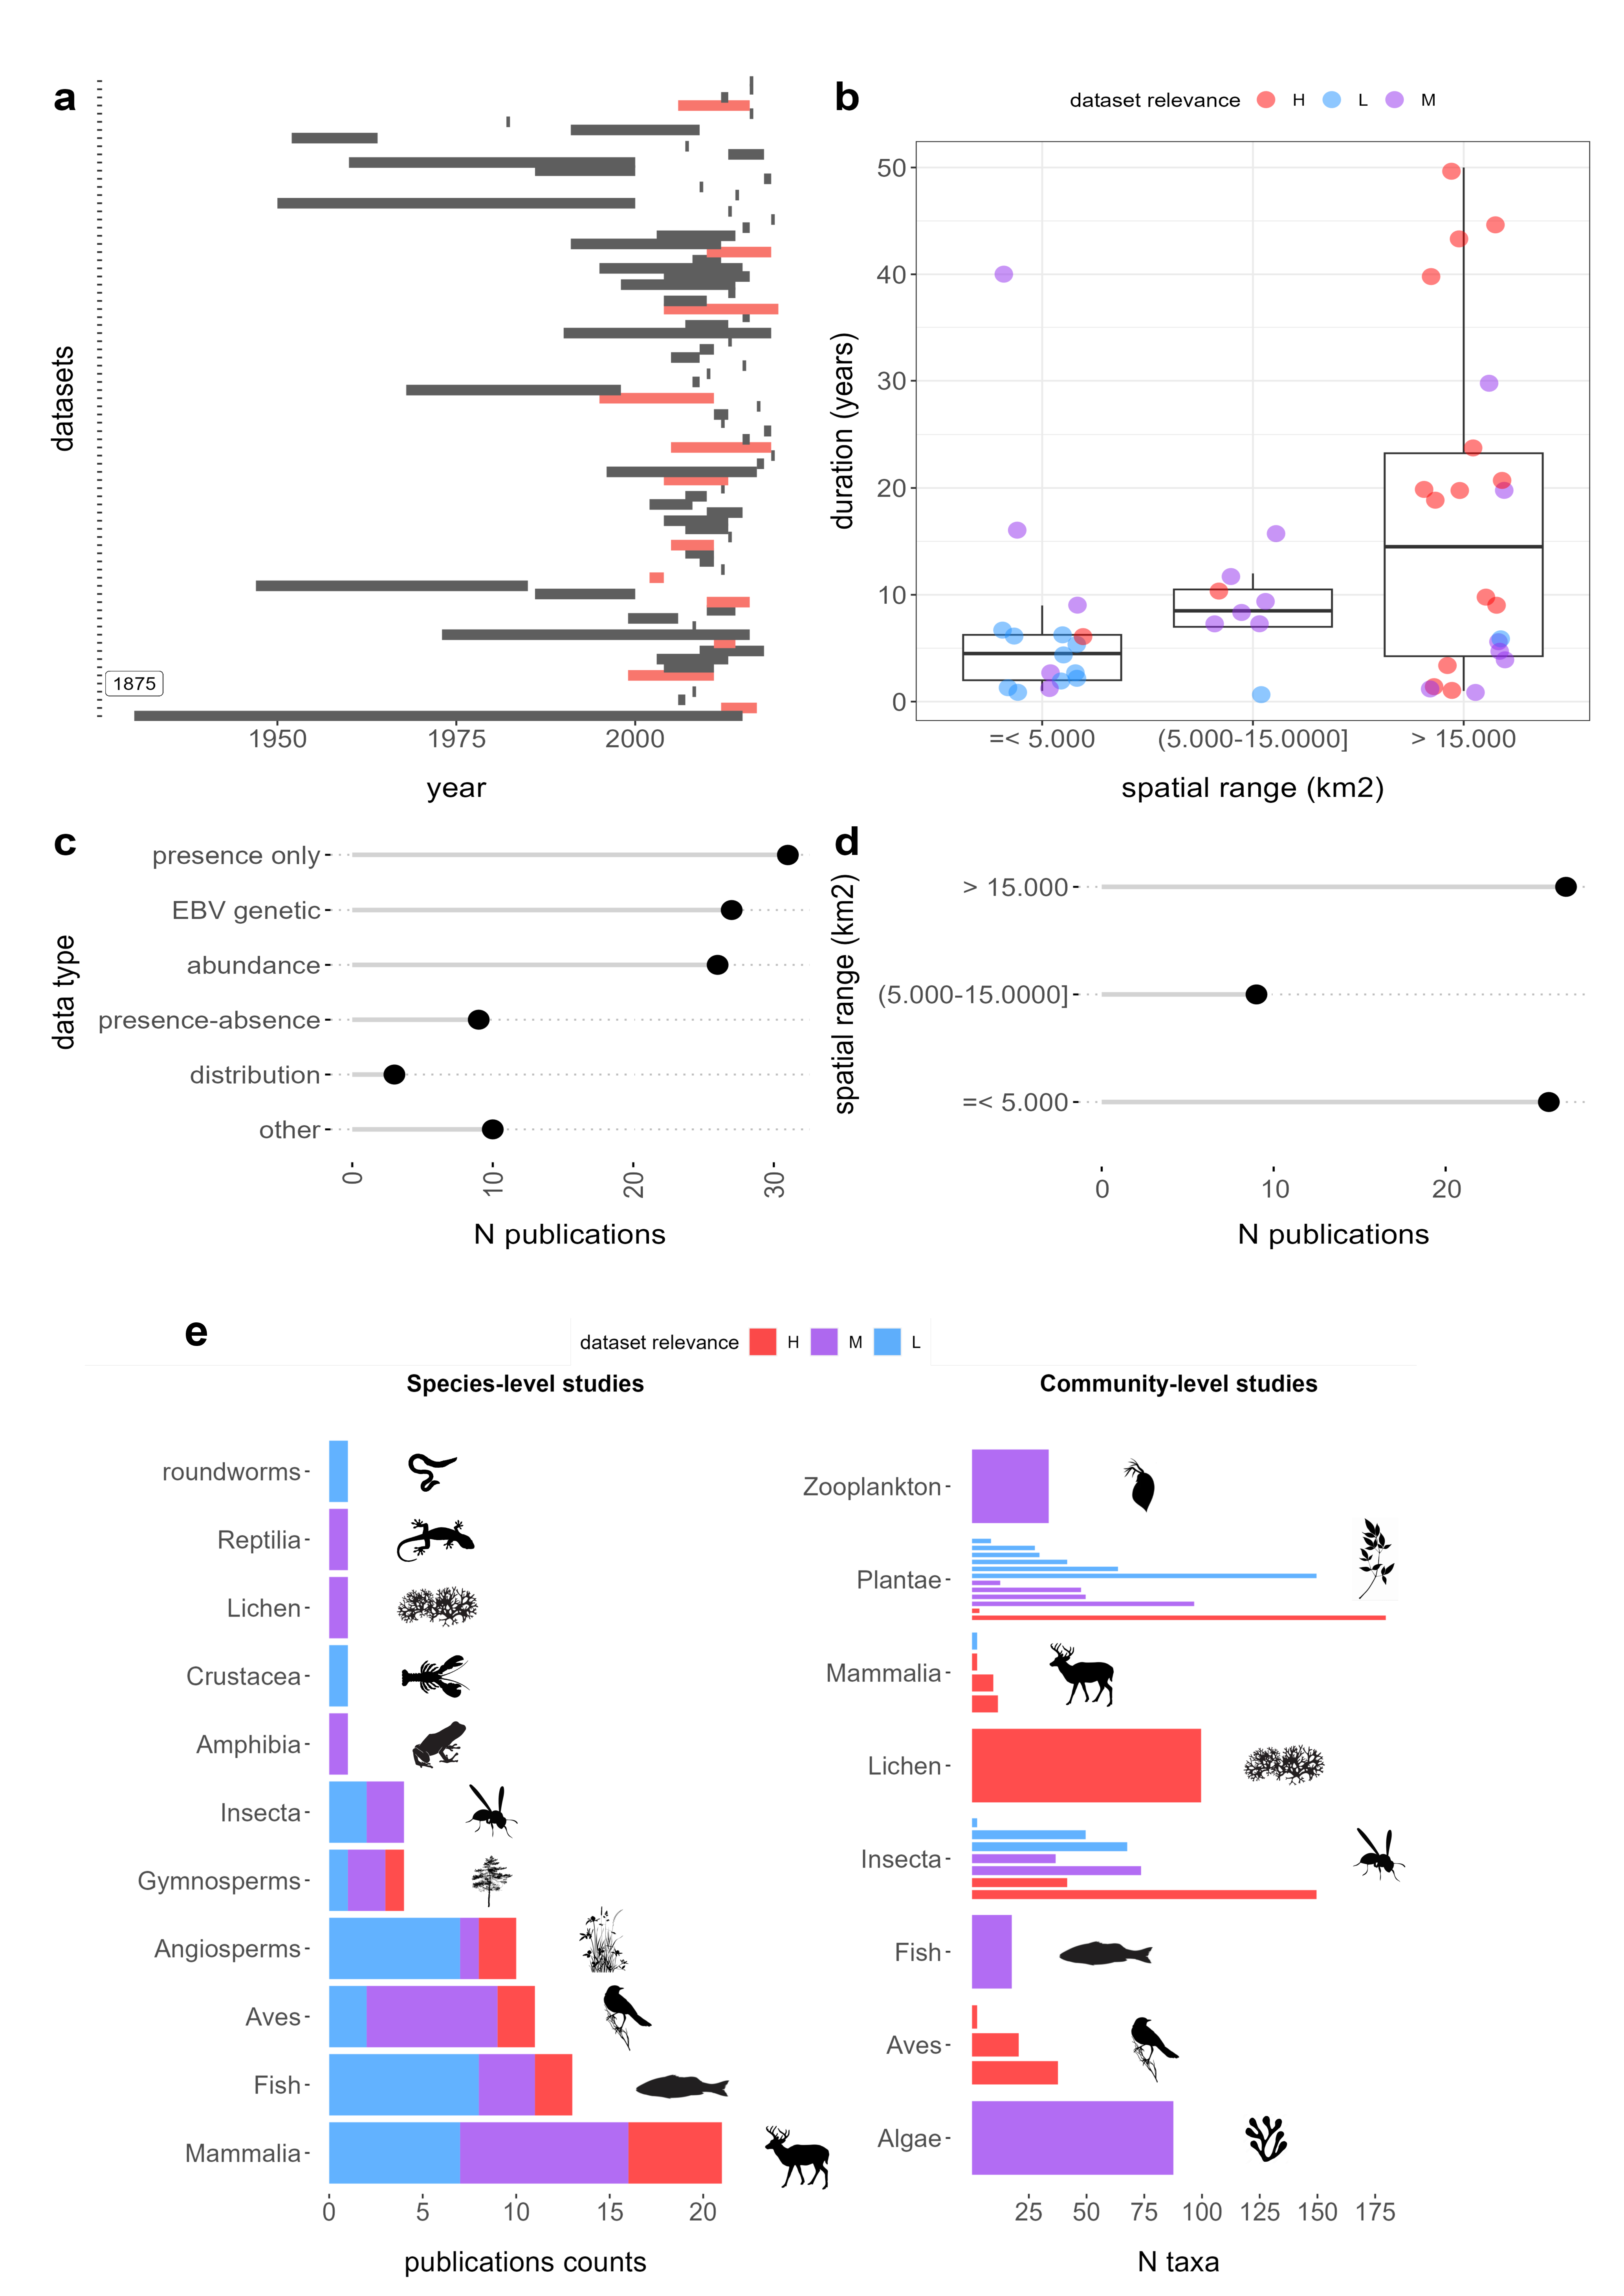 a
datasets
1875
1950
1975
2000
year
b
dataset relevance H L M
duration (years)
50
40
30
20
10
0
=< 5.000
(5.000-15.0000]
> 15.000
spatial range (km2)
c
data type
presence only
EBV genetic
abundance
presence-absence
distribution
other
0
10
20
30
N publications
d
spatial range (km2)
> 15.000
(5.000-15.0000]
=< 5.000
0
10
20
N publications
e
dataset relevance H M L
Species-level studies
roundworms
Reptilia
Lichen
Crustacea
Amphibia
Insecta
Gymnosperms
Angiosperms
Aves
Fish
Mammalia
0
5
10
15
20
publications counts
Community-level studies
Zooplankton
Plantae
Mammalia
Lichen
Insecta
Fish
Aves
Algae
25
50
75
100
125
150
175
N taxa